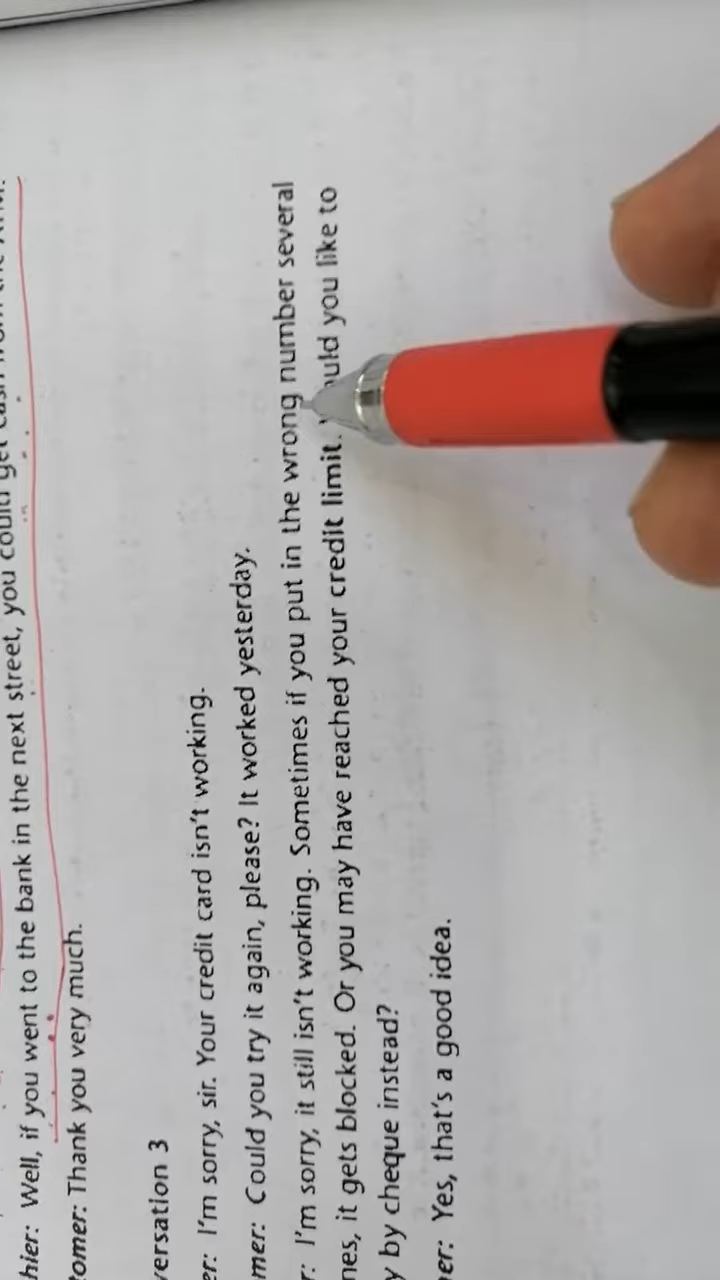 hier: Well, if you went to the bank in the next street, you could get cash from the ATM.
tomer: Thank you very much.
versation 3
er: I'm sorry, sir. Your credit card isn't working.
mer: Could you try it again, please? It worked yesterday.
r: I'm sorry, it still isn't working. Sometimes if you put in the wrong number several
nes, it gets blocked. Or you may have reached your credit limit. ould you like to
y by cheque instead?
er: Yes, that's a good idea.